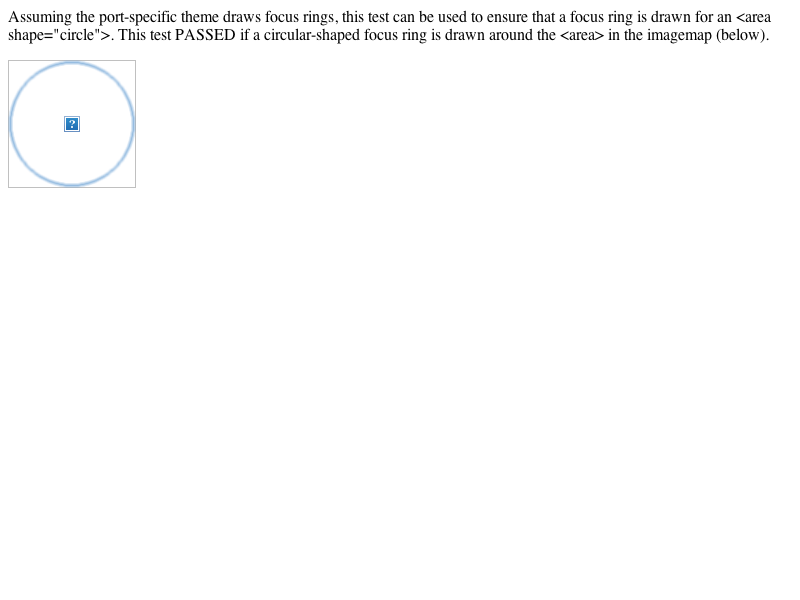 Assuming the port-specific theme draws focus rings, this test can be used to ensure that a focus ring is drawn for an <area
shape="circle">. This test PASSED if a circular-shaped focus ring is drawn around the <area> in the imagemap (below).
?